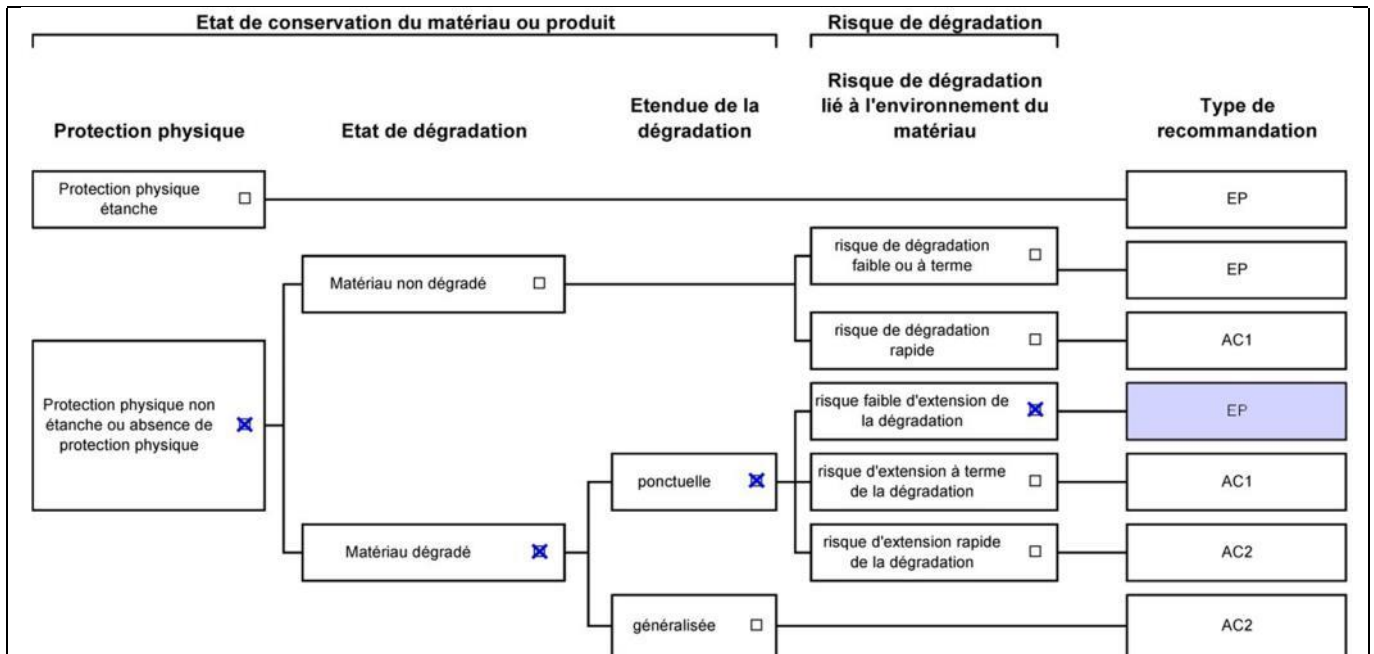 Etat de conservation du matériau ou produit
Risque de dégradation
Protection physique
Etat de dégradation
Etendue de la
dégradation
Risque de dégradation
lié à l'environnement du
matériau
Type de
recommandation
Protection physique
étanche
EP
Matériau non dégradé
risque de dégradation
faible ou à terme
EP
risque de dégradation
rapide
AC1
Protection physique non
étanche ou absence de
protection physique
risque faible d'extension de
la dégradation
EP
ponctuelle
risque d'extension à terme
de la dégradation
AC1
Matériau dégradé
risque d'extension rapide
de la dégradation
AC2
généralisée
AC2